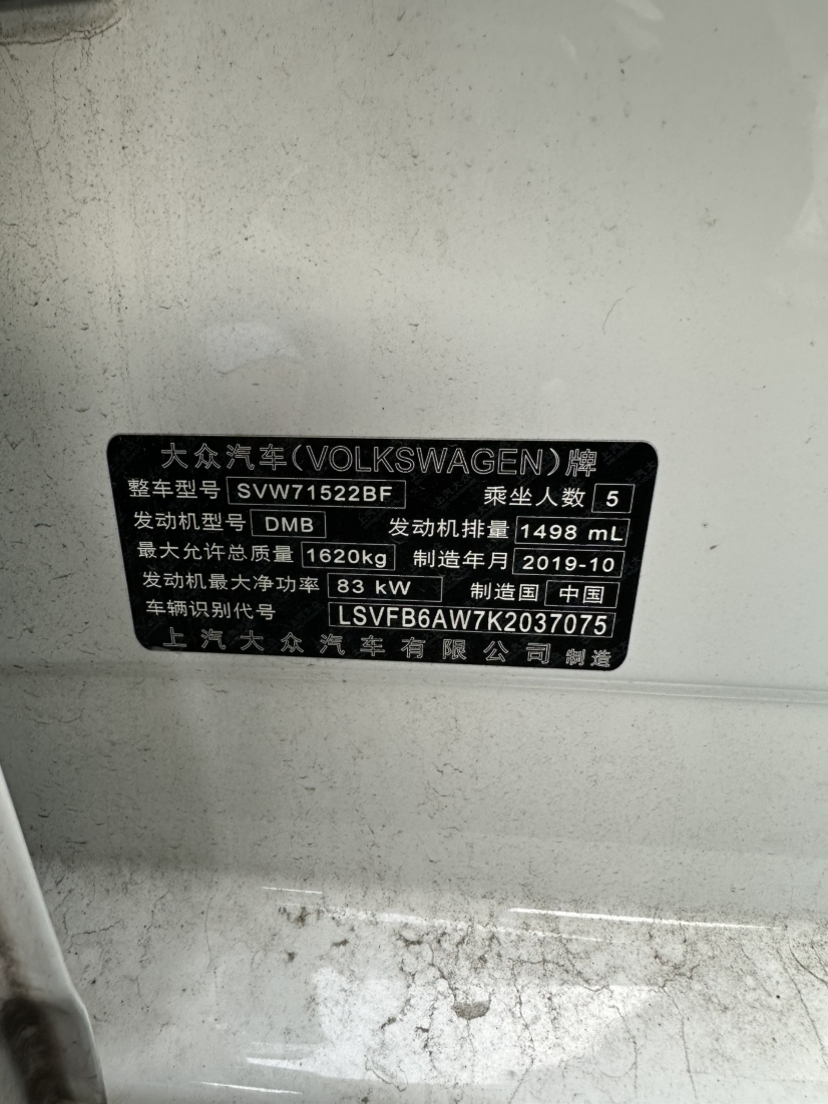 大众汽车(VOLKSWAGEN)牌
整车型号 SVW71522BF 乘坐人数 5
发动机型号 DMB 发动机排量 1498 mL
最大允许总质量 1620kg 制造年月 2019-10
发动机最大净功率 83 kW 制造国 中国
车辆识别代号 LSVFB6AW7K2037075
上汽大众汽车有限公司 制造